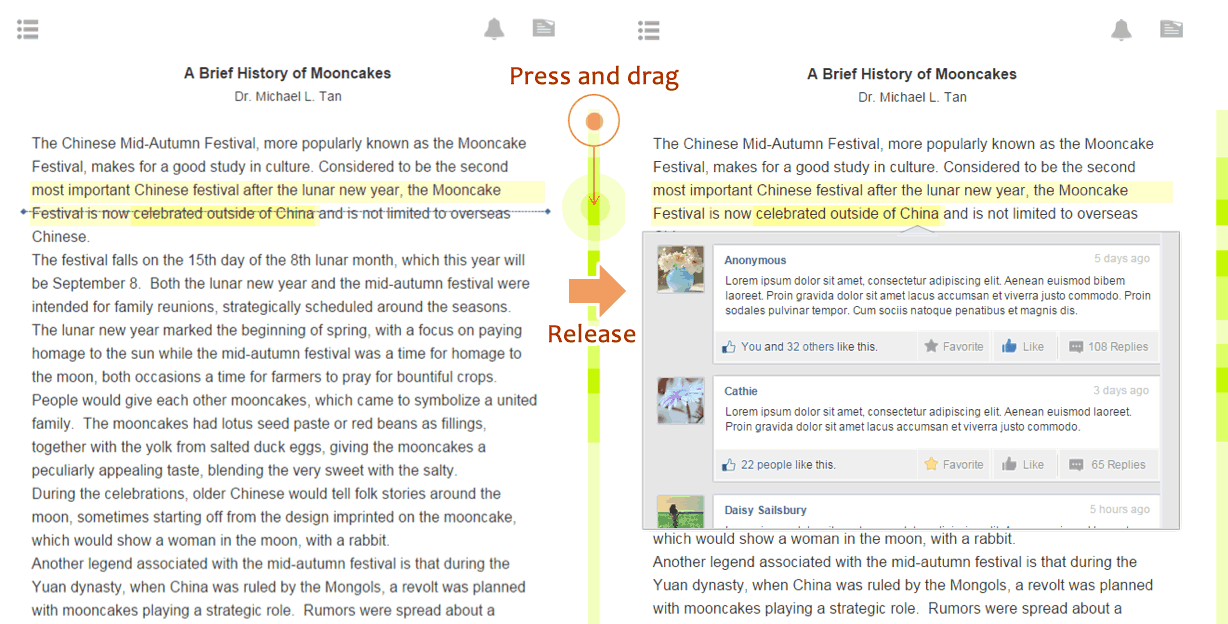 A Brief History of Mooncakes
Dr. Michael L. Tan
The Chinese Mid-Autumn Festival, more popularly known as the Mooncake
Festival, makes for a good study in culture. Considered to be the second
most important Chinese festival after the lunar new year, the Mooncake
Festival is now celebrated outside of China and is not limited to overseas
Chinese.
The festival falls on the 15th day of the 8th lunar month, which this year will
be September 8.  Both the lunar new year and the mid-autumn festival were
intended for family reunions, strategically scheduled around the seasons.
The lunar new year marked the beginning of spring, with a focus on paying
homage to the sun while the mid-autumn festival was a time for homage to
the moon, both occasions a time for farmers to pray for bountiful crops.
People would give each other mooncakes, which came to symbolize a united
family.  The mooncakes had lotus seed paste or red beans as fillings,
together with the yolk from salted duck eggs, giving the mooncakes a
peculiarly appealing taste, blending the very sweet with the salty.
During the celebrations, older Chinese would tell folk stories around the
moon, sometimes starting off from the design imprinted on the mooncake,
which would show a woman in the moon, with a rabbit.
Another legend associated with the mid-autumn festival is that during the
Yuan dynasty, when China was ruled by the Mongols, a revolt was planned
with mooncakes playing a strategic role.  Rumors were spread about a
Press and drag
Release
A Brief History of Mooncakes
Dr. Michael L. Tan
The Chinese Mid-Autumn Festival, more popularly known as the Mooncake
Festival, makes for a good study in culture. Considered to be the second
most important Chinese festival after the lunar new year, the Mooncake
Festival is now celebrated outside of China and is not limited to overseas
Anonymous
5 days ago
Lorem ipsum dolor sit amet, consectetur adipiscing elit. Aenean euismod bibem
laoreet. Proin gravida dolor sit amet lacus accumsan et viverra justo commodo. Proin
sodales pulvinar tempor. Cum sociis natoque penatibus et magnis dis.
You and 32 others like this.
Favorite
Like
108 Replies
Cathie
3 days ago
Lorem ipsum dolor sit amet, consectetur adipiscing elit. Aenean euismod laoreet.
Proin gravida dolor sit amet lacus accumsan et viverra justo commodo.
22 people like this.
Favorite
Like
65 Replies
Daisy Sailsbury
5 hours ago
which would show a woman in the moon, with a rabbit.
Another legend associated with the mid-autumn festival is that during the
Yuan dynasty, when China was ruled by the Mongols, a revolt was planned
with mooncakes playing a strategic role.  Rumors were spread about a